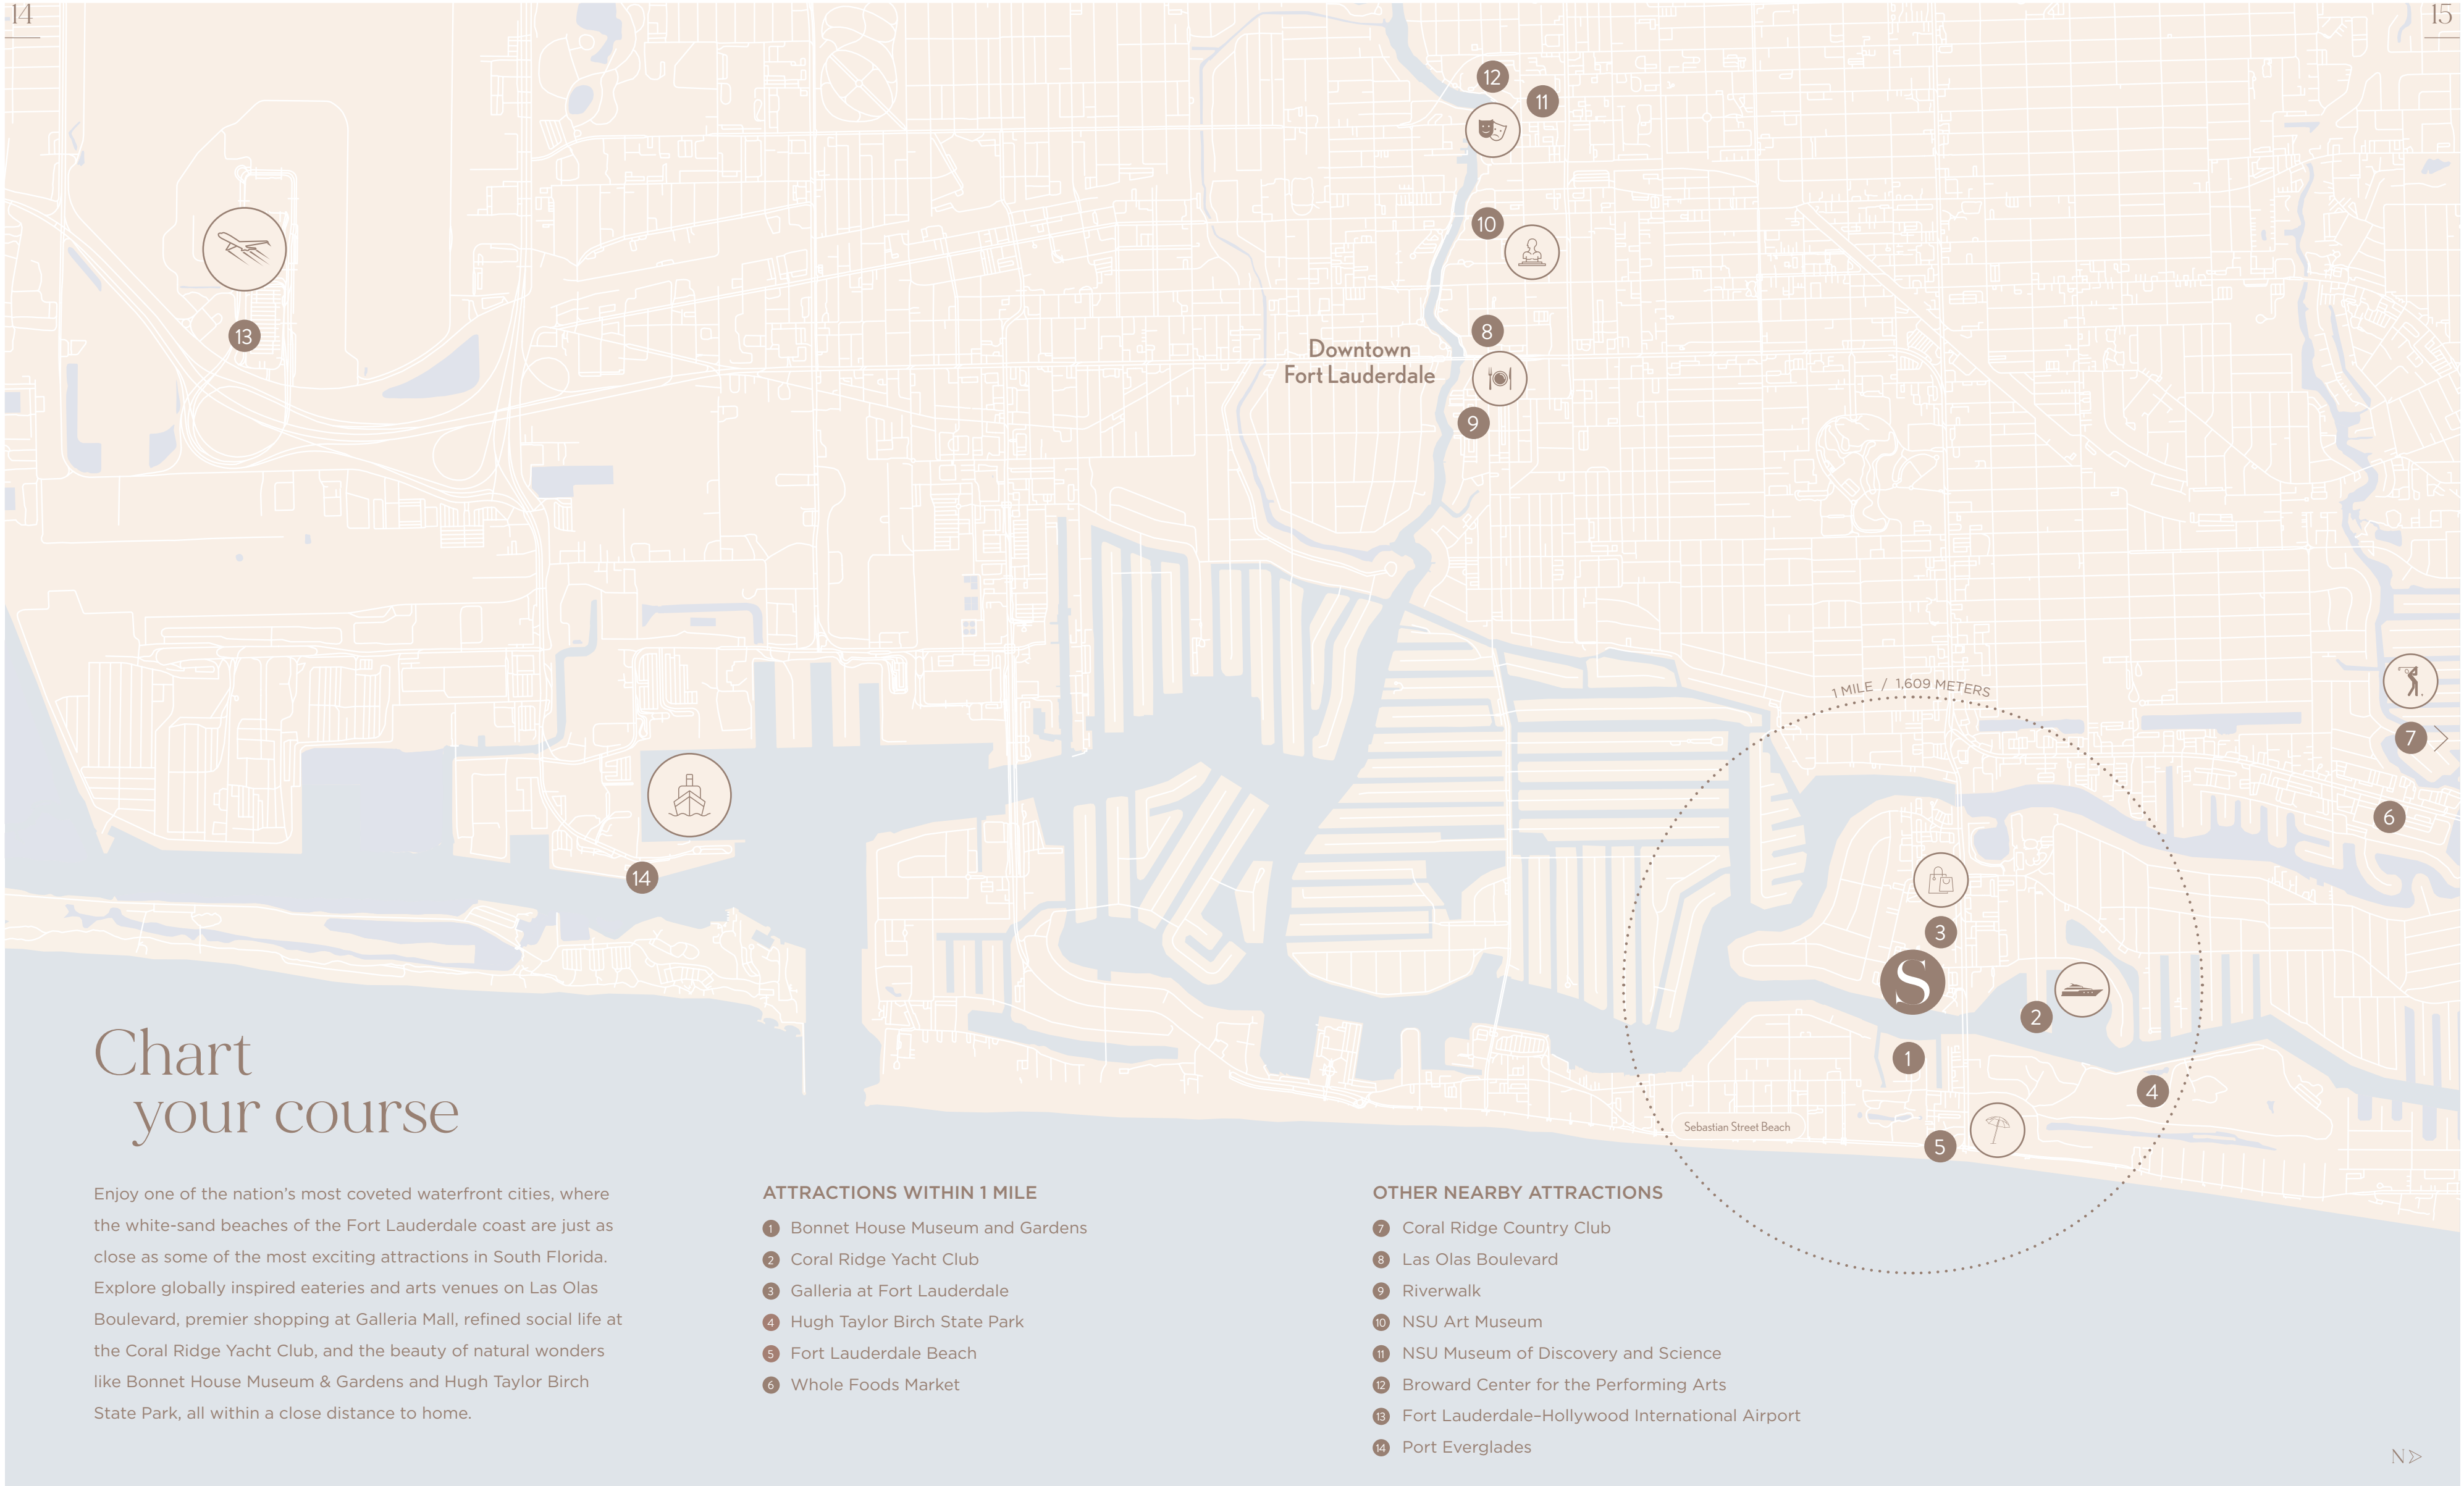 14
15
12
11
10
13
8
Downtown
Fort Lauderdale
9
1 MILE / 1,609 METERS
7
6
14
3
S
2
1
4
Sebastian Street Beach
5
Chart
your course
Enjoy one of the nation's most coveted waterfront cities, where
the white-sand beaches of the Fort Lauderdale coast are just as
close as some of the most exciting attractions in South Florida.
Explore globally inspired eateries and arts venues on Las Olas
Boulevard, premier shopping at Galleria Mall, refined social life at
the Coral Ridge Yacht Club, and the beauty of natural wonders
like Bonnet House Museum & Gardens and Hugh Taylor Birch
State Park, all within a close distance to home.
ATTRACTIONS WITHIN 1 MILE
1 Bonnet House Museum and Gardens
2 Coral Ridge Yacht Club
3 Galleria at Fort Lauderdale
4 Hugh Taylor Birch State Park
5 Fort Lauderdale Beach
6 Whole Foods Market
OTHER NEARBY ATTRACTIONS
7 Coral Ridge Country Club
8 Las Olas Boulevard
9 Riverwalk
10 NSU Art Museum
11 NSU Museum of Discovery and Science
12 Broward Center for the Performing Arts
13 Fort Lauderdale–Hollywood International Airport
14 Port Everglades
N